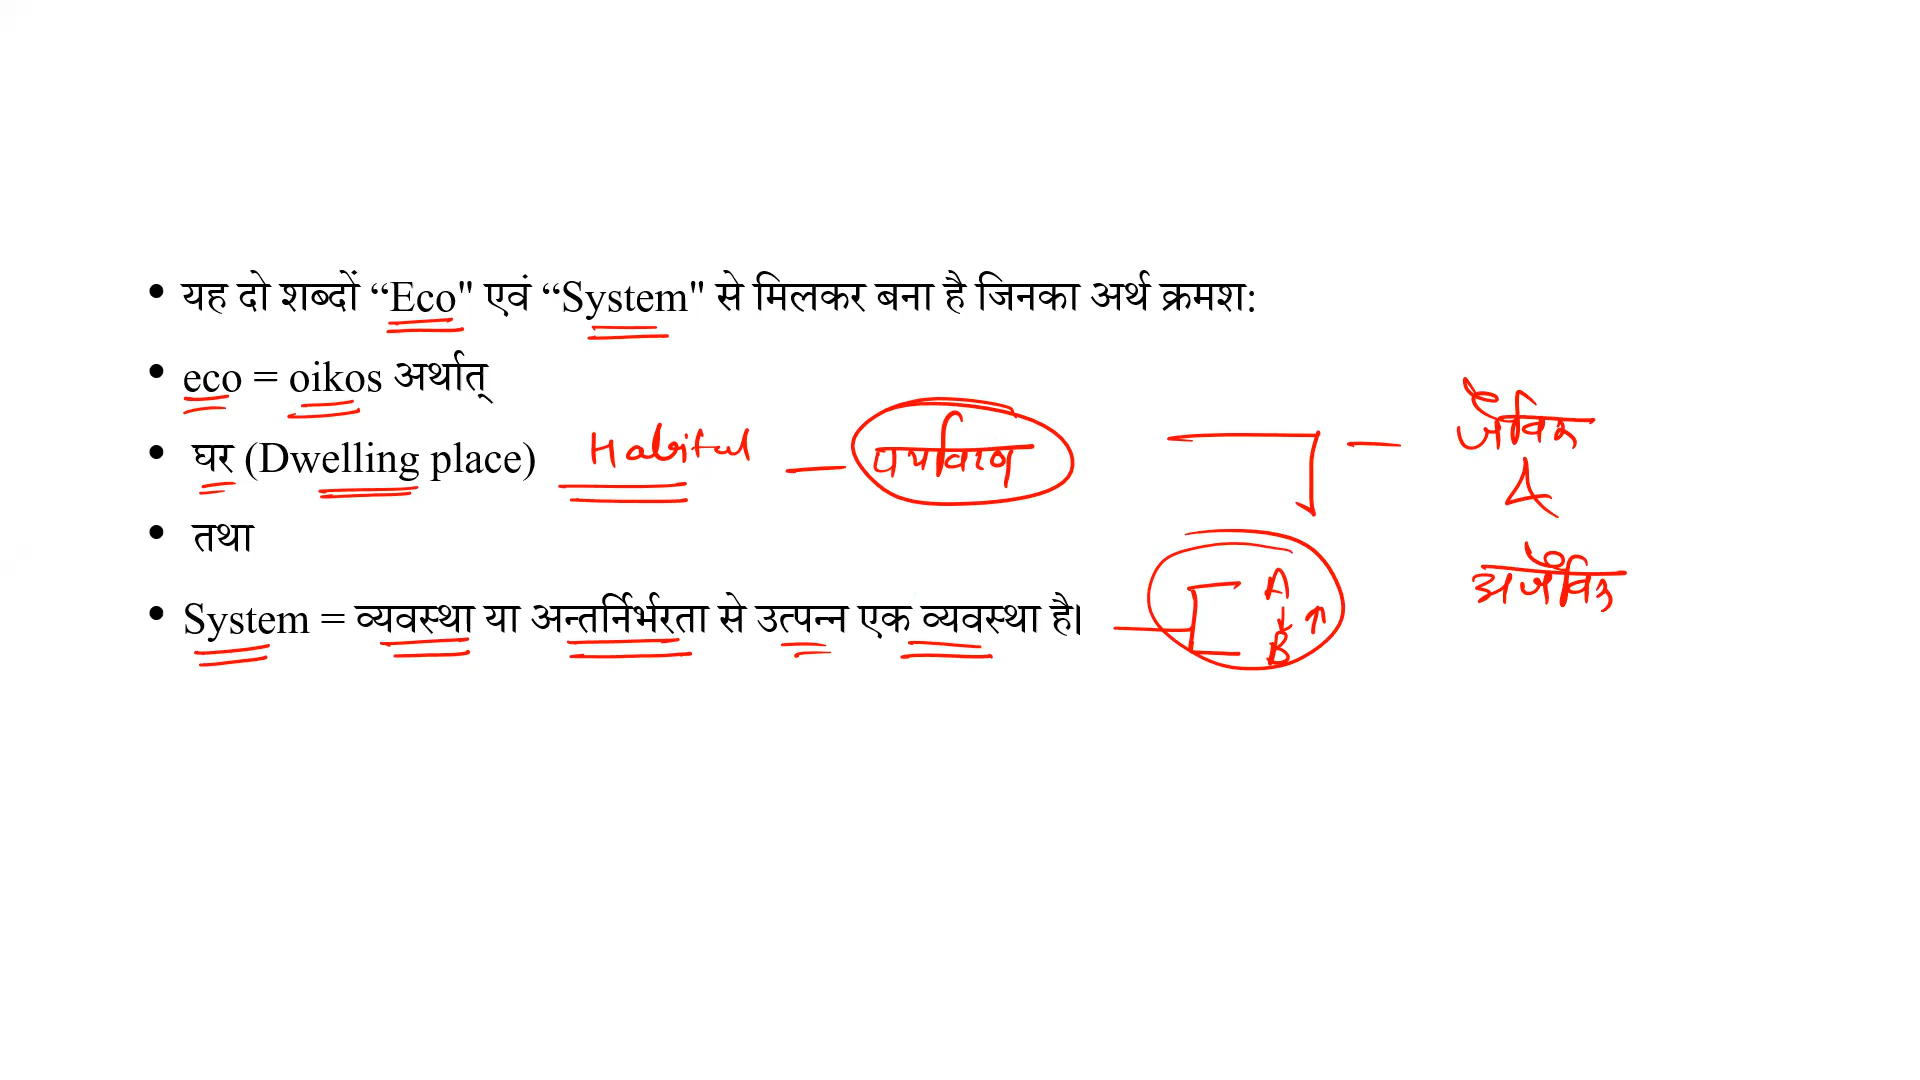 • यह दो शब्दों “Eco" एवं “System" से मिलकर बना है जिनका अर्थ क्रमश:
• eco = oikos अर्थात्
• घर (Dwelling place) Habitat — पर्यावरण — जैविक
&
अजैविक
• तथा
• System = व्यवस्था या अन्तर्निर्भरता से उत्पन्न एक व्यवस्था है। — A ↓ ↑ B